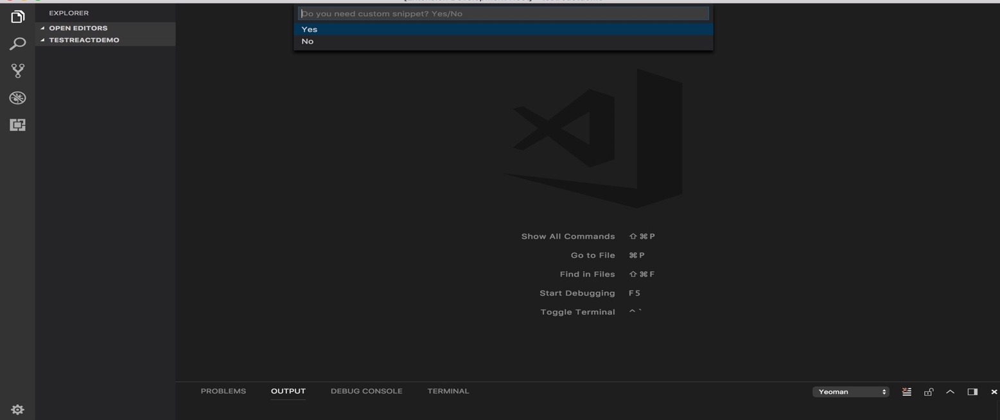 EXPLORER
OPEN EDITORS
TESTREACTDEMO
Do you need custom snippet? Yes/No
Yes
No
Show All Commands ⇧ ⌘ P
Go to File ⌘ P
Find in Files ⇧ ⌘ F
Start Debugging F5
Toggle Terminal ^ `
PROBLEMS OUTPUT DEBUG CONSOLE TERMINAL Yeoman